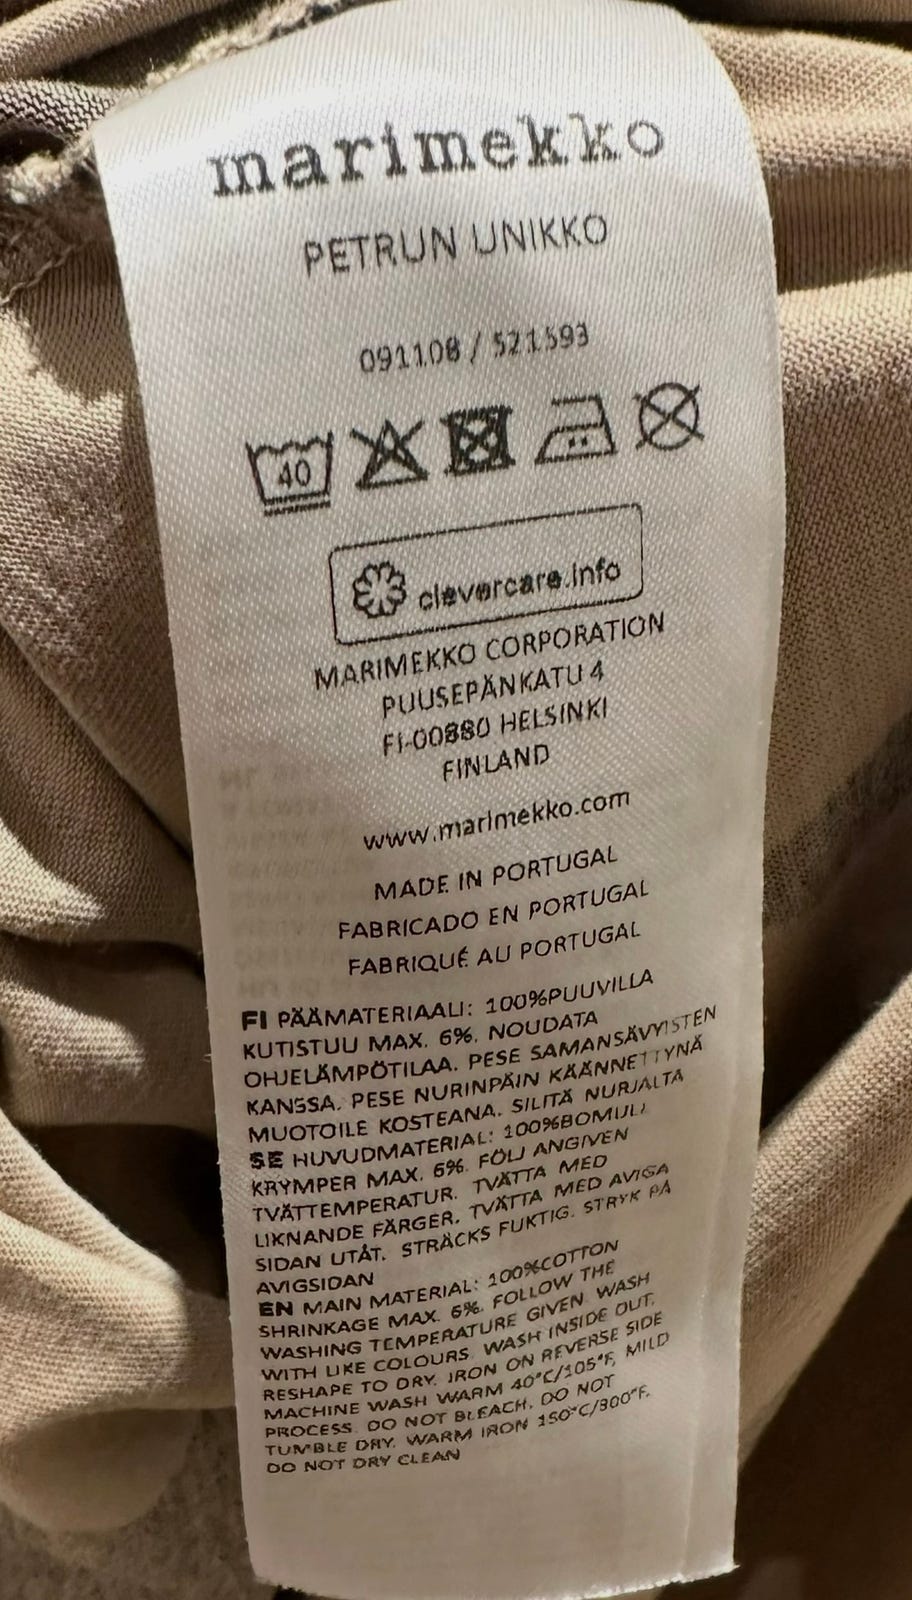 marimekko
PETRUN UNIKKO
091108 / 521593
40
clevercare.info
MARIMEKKO CORPORATION
PUUSEPÄNKATU 4
FI-00880 HELSINKI
FINLAND
www.marimekko.com
MADE IN PORTUGAL
FABRICADO EN PORTUGAL
FABRIQUÉ AU PORTUGAL
FI PÄÄMATERIAALI: 100%PUUVILLA
KUTISTUU MAX. 6%. NOUDATA
OHJELÄMPÖTILAA. PESE SAMANSÄVYISTEN
KANSSA. PESE NURINPÄIN KÄÄNNETTYNÄ
MUOTOILE KOSTEANA. SILITÄ NURJALTA
SE HUVUDMATERIAL: 100%BOMULL
KRYMPER MAX. 6%. FÖLJ ANGIVEN
TVÄTTEMPERATUR. TVÄTTA MED
LIKNANDE FÄRGER. TVÄTTA MED AVIGA
SIDAN UTÅT. STRÄCKS FUKTIG. STRYK PÅ
AVIGSIDAN
EN MAIN MATERIAL: 100%COTTON
SHRINKAGE MAX. 6%. FOLLOW THE
WASHING TEMPERATURE GIVEN. WASH
WITH LIKE COLOURS. WASH INSIDE OUT.
RESHAPE TO DRY. IRON ON REVERSE SIDE
MACHINE WASH WARM 40°C/105°F, MILD
PROCESS. DO NOT BLEACH. DO NOT
TUMBLE DRY. WARM IRON 150°C/300°F.
DO NOT DRY CLEAN